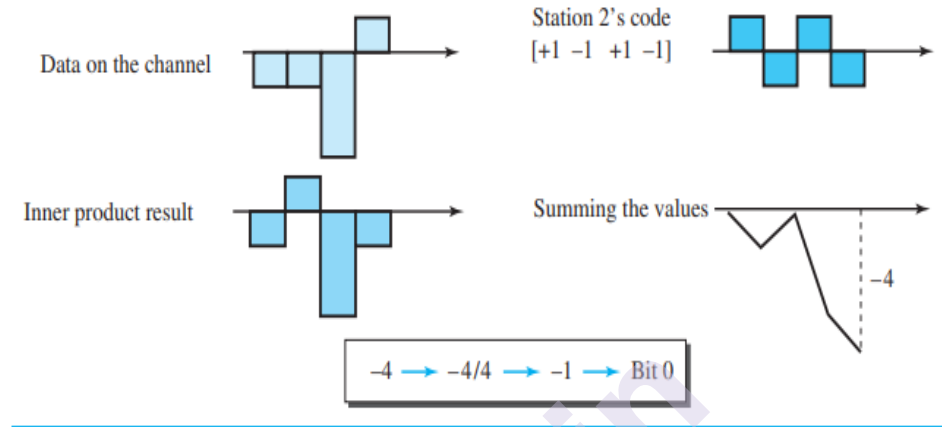 Station 2's code
Data on the channel
[+1 –1 +1 –1]
Inner product result
Summing the values
–4
–4 → –4/4 → –1 → Bit 0
in